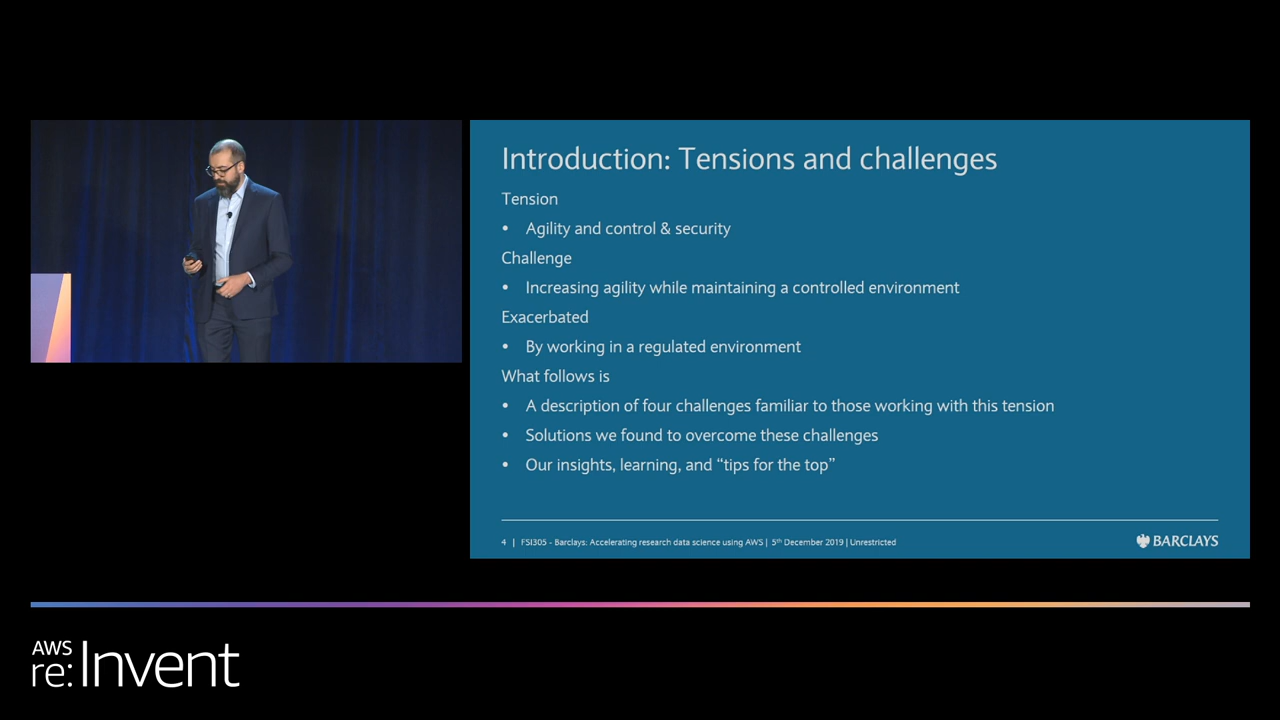 Introduction: Tensions and challenges
Tension
• Agility and control & security
Challenge
• Increasing agility while maintaining a controlled environment
Exacerbated
• By working in a regulated environment
What follows is
• A description of four challenges familiar to those working with this tension
• Solutions we found to overcome these challenges
• Our insights, learning, and “tips for the top”
4 | FSI305 - Barclays: Accelerating research data science using AWS | 5th December 2019 | Unrestricted
BARCLAYS
AWS
re:Invent